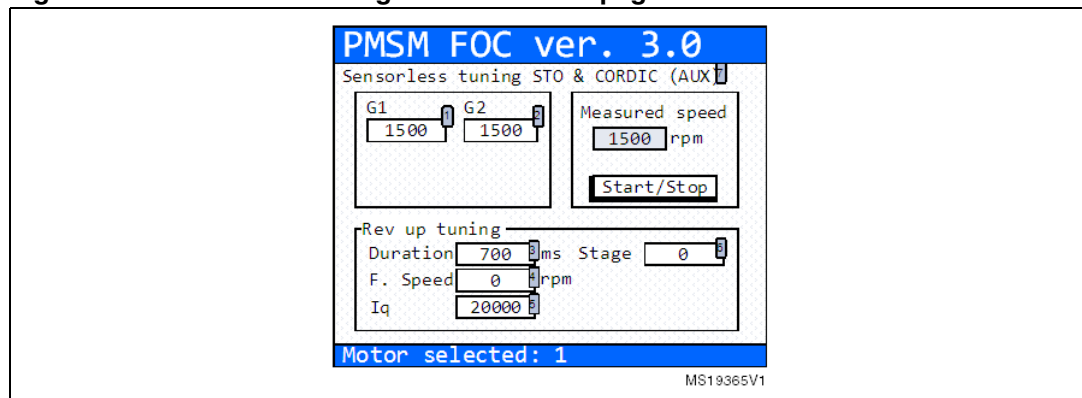 PMSM FOC ver. 3.0
Sensorless tuning STO & CORDIC (AUX) 7
G1 1 G2 2 Measured speed
1500 1500 1500 rpm
Start/Stop
Rev up tuning
Duration 700 3 ms Stage 0 6
F. Speed 0 4 rpm
Iq 20000 5
Motor selected: 1
MS19365V1